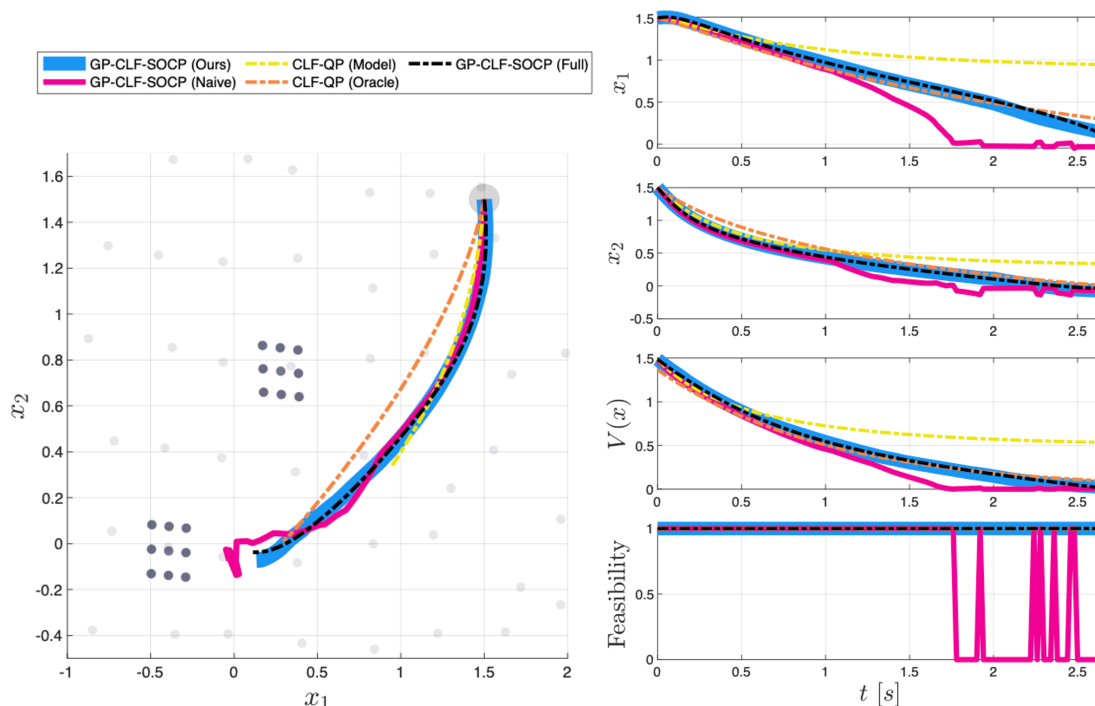 GP-CLF-SOCP (Ours) CLF-QP (Model) GP-CLF-SOCP (Full)
GP-CLF-SOCP (Naive) CLF-QP (Oracle)
1.6
1.4
1.2
1
0.8
0.6
0.4
0.2
0
-0.2
-0.4
x₂
-1 -0.5 0 0.5 1 1.5 2
x₁
1.5
1
0.5
0
x₁
0 0.5 1 1.5 2 2.5
1.5
1
0.5
0
-0.5
x₂
0 0.5 1 1.5 2 2.5
1.5
1
0.5
0
V(x)
0 0.5 1 1.5 2 2.5
1
0.5
0
Feasibility
0 0.5 1 1.5 2 2.5
t [s]